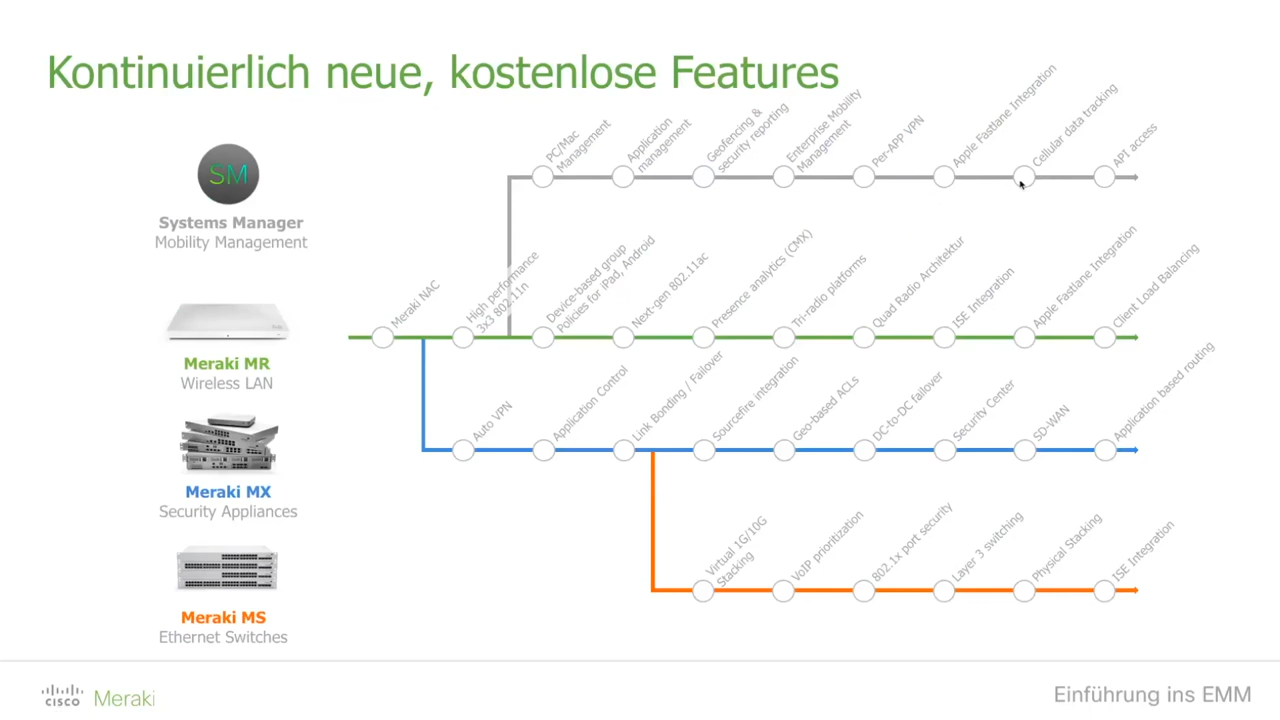 Kontinuierlich neue, kostenlose Features
SM
Systems Manager
Mobility Management
PC/Mac
Management
Application
management
Geofencing &
security reporting
Enterprise Mobility
Management
Per-APP VPN
Apple Fastlane Integration
Cellular data tracking
API access
Meraki MR
Wireless LAN
Meraki NAC
High performance
3x3 802.11n
Device-based group
Policies for iPad, Android
Next-gen 802.11ac
Presence analytics (CMX)
Tri-radio platforms
Quad Radio Architektur
ISE Integration
Apple Fastlane Integration
Client Load Balancing
Meraki MX
Security Appliances
Auto VPN
Application Control
Link Bonding / Failover
Sourcefire integration
Geo-based ACLs
DC-to-DC failover
Security Center
SD-WAN
Application based routing
Meraki MS
Ethernet Switches
Virtual 1G/10G
Stacking
VoIP prioritization
802.1x port security
Layer 3 switching
Physical Stacking
ISE Integration
CISCO Meraki
Einführung ins EMM